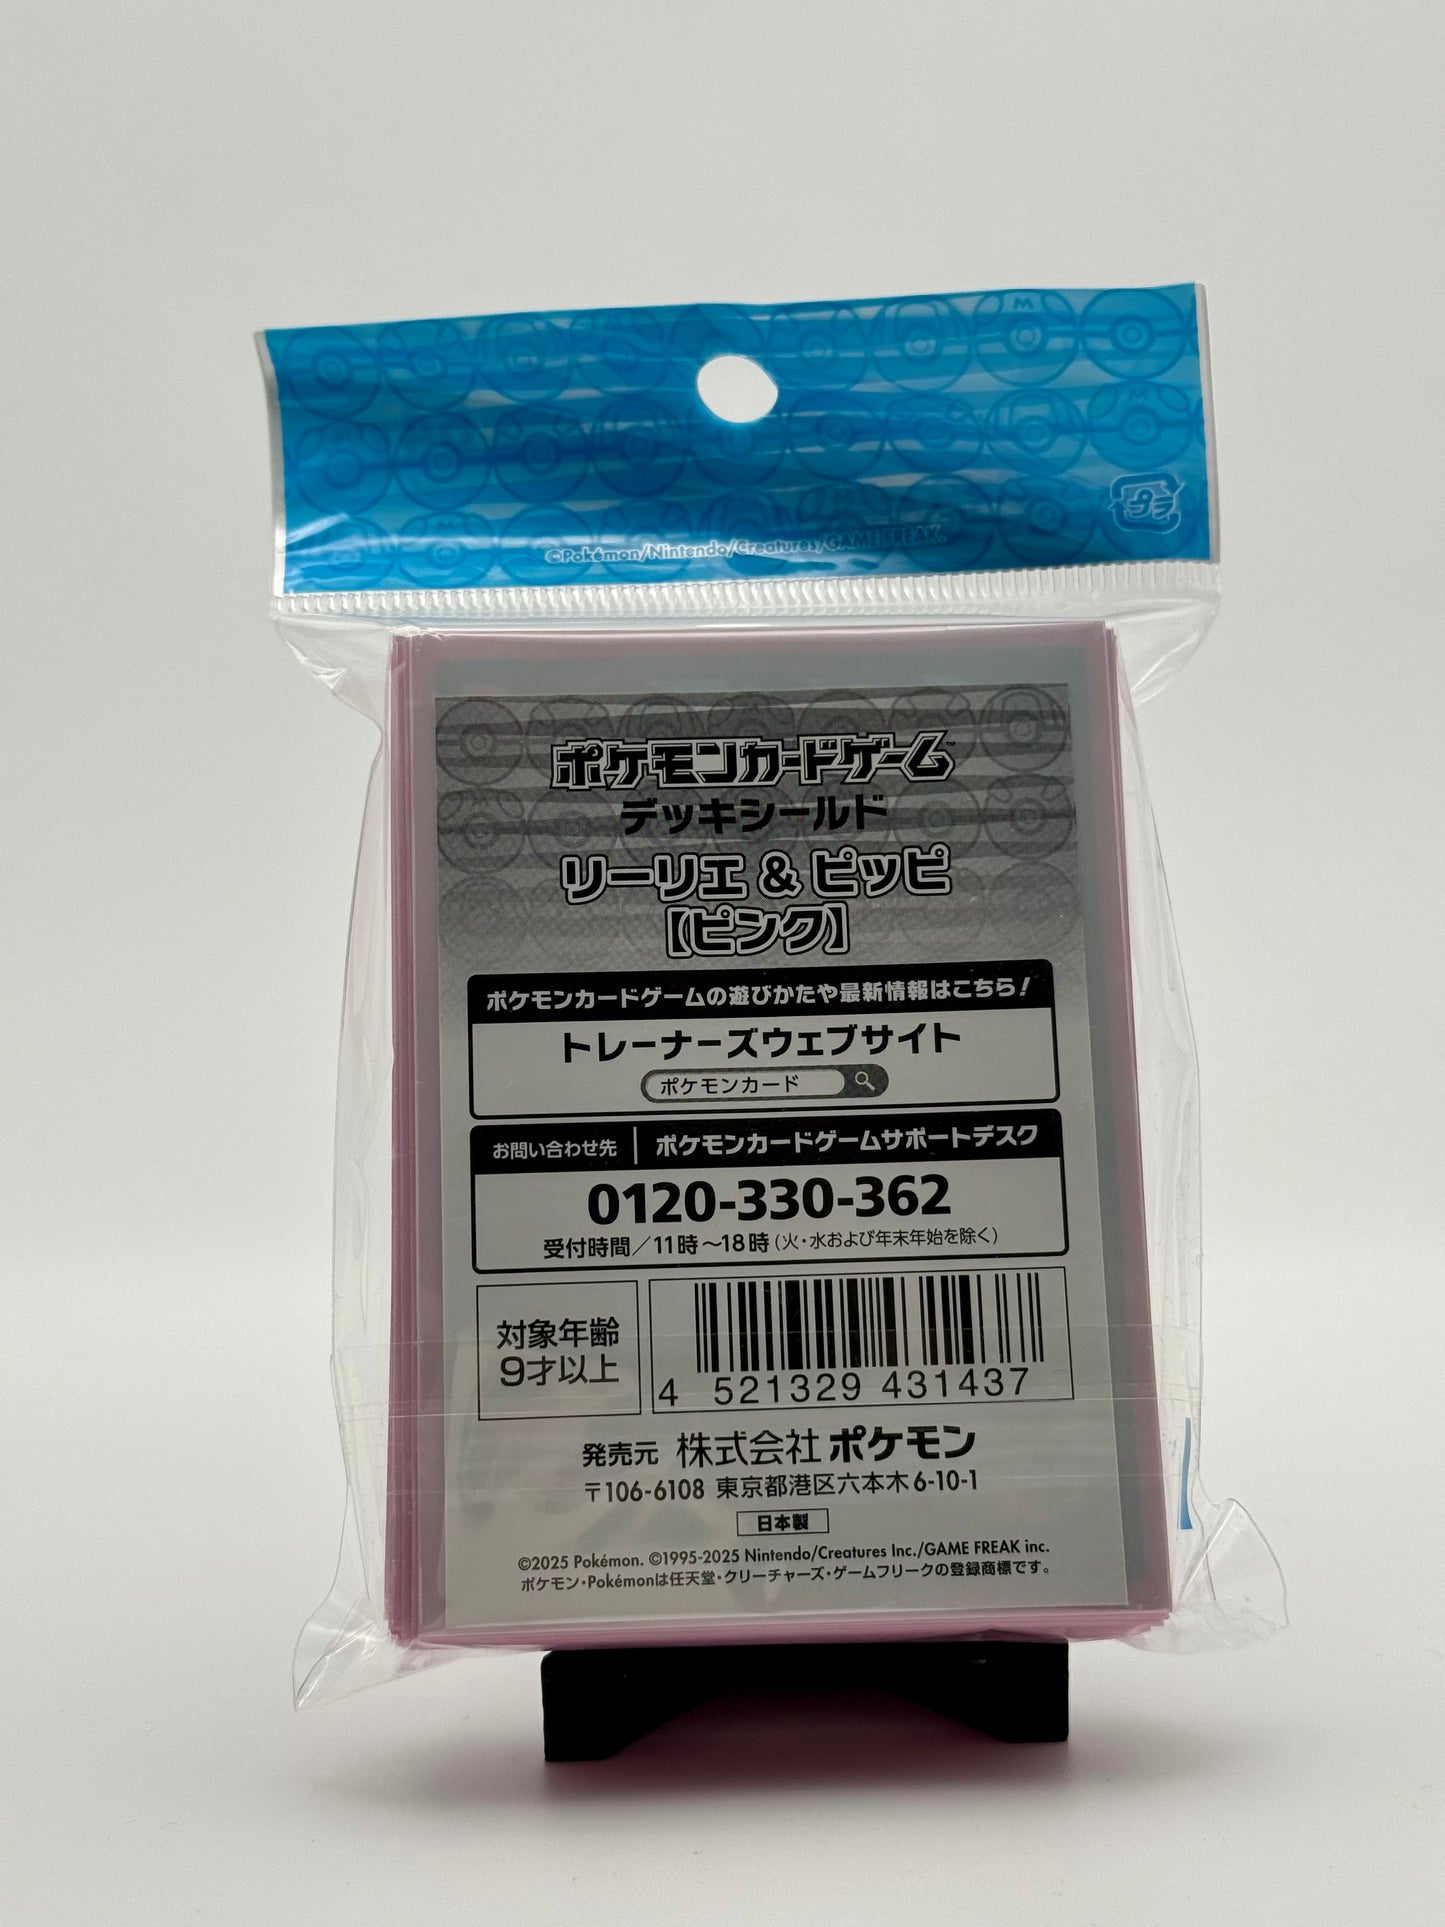 プラ
©Pokémon/Nintendo/Creatures/GAME FREAK.
ポケモンカードゲーム™
デッキシールド
リーリエ & ピッピ
【ピンク】
ポケモンカードゲームの遊びかたや最新情報はこちら!
トレーナーズウェブサイト
ポケモンカード
お問い合わせ先 | ポケモンカードゲームサポートデスク
0120-330-362
受付時間/11時~18時(火・水および年末年始を除く)
対象年齢
9才以上
4 521329 431437
発売元 株式会社ポケモン
〒106-6108 東京都港区六本木6-10-1
日本製
©2025 Pokémon. ©1995-2025 Nintendo/Creatures Inc./GAME FREAK inc.
ポケモン・Pokémonは任天堂・クリーチャーズ・ゲームフリークの登録商標です。